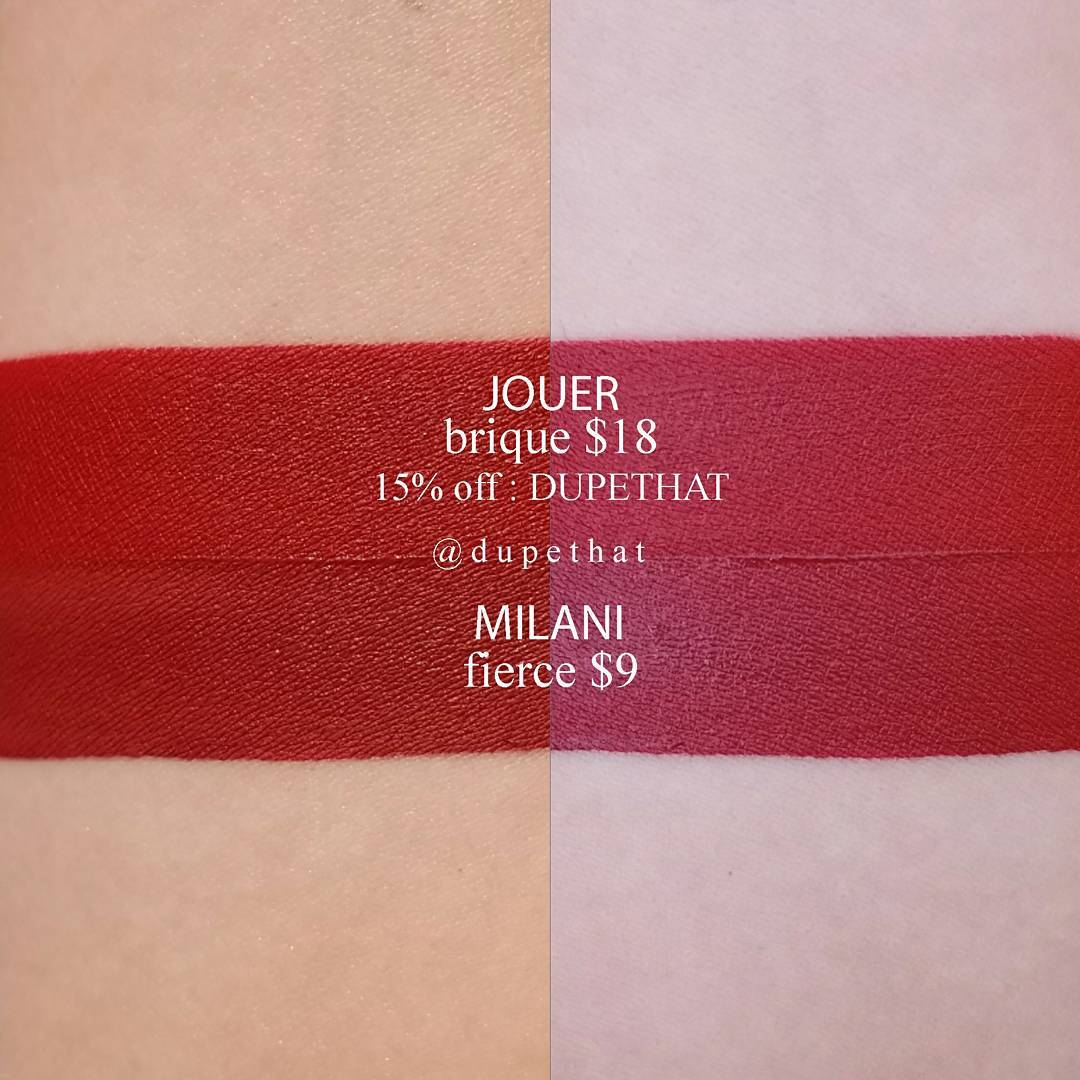 JOUER
brique $18
15% off : DUPETHAT
@dupethat
MILANI
fierce $9